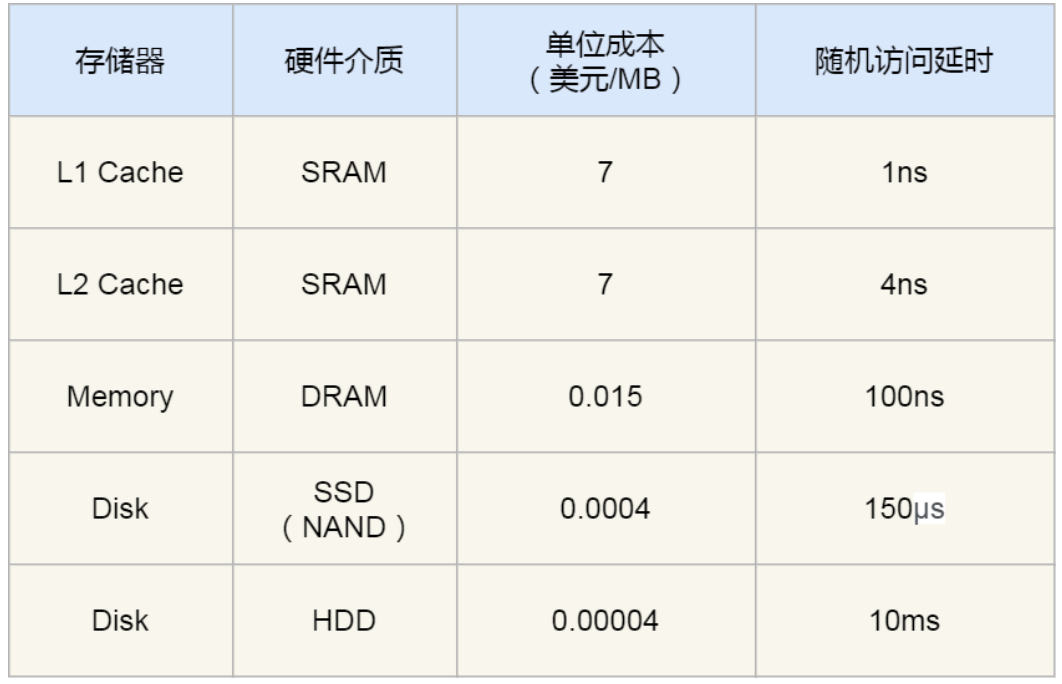 存储器 硬件介质 单位成本 随机访问延时
（美元/MB）
L1 Cache SRAM 7 1ns
L2 Cache SRAM 7 4ns
Memory DRAM 0.015 100ns
Disk SSD 0.0004 150μs
（NAND）
Disk HDD 0.00004 10ms